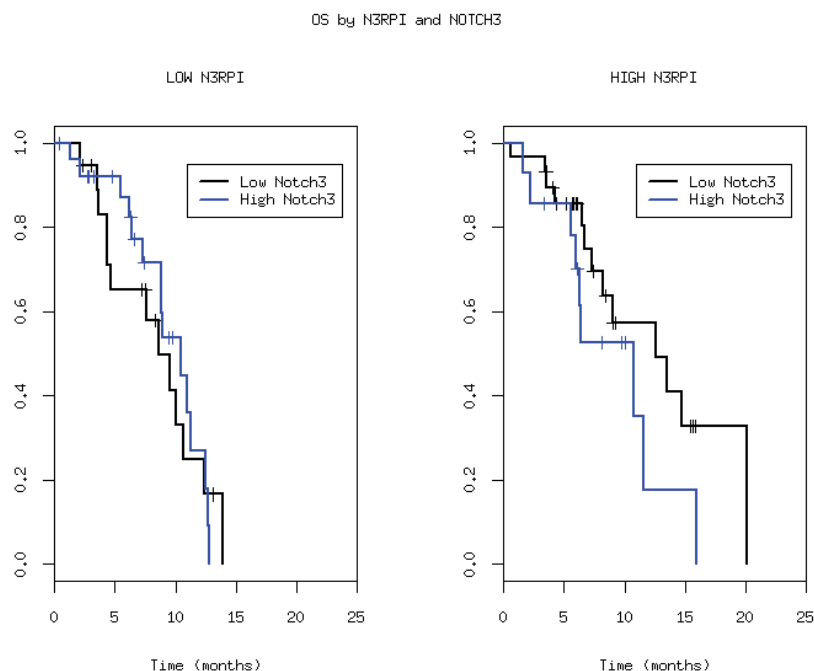 OS by N3RPI and NOTCH3
LOW N3RPI
1.0
0.8
0.6
0.4
0.2
0.0
Low Notch3
High Notch3
0 5 10 15 20 25
Time (months)
HIGH N3RPI
1.0
0.8
0.6
0.4
0.2
0.0
Low Notch3
High Notch3
0 5 10 15 20 25
Time (months)